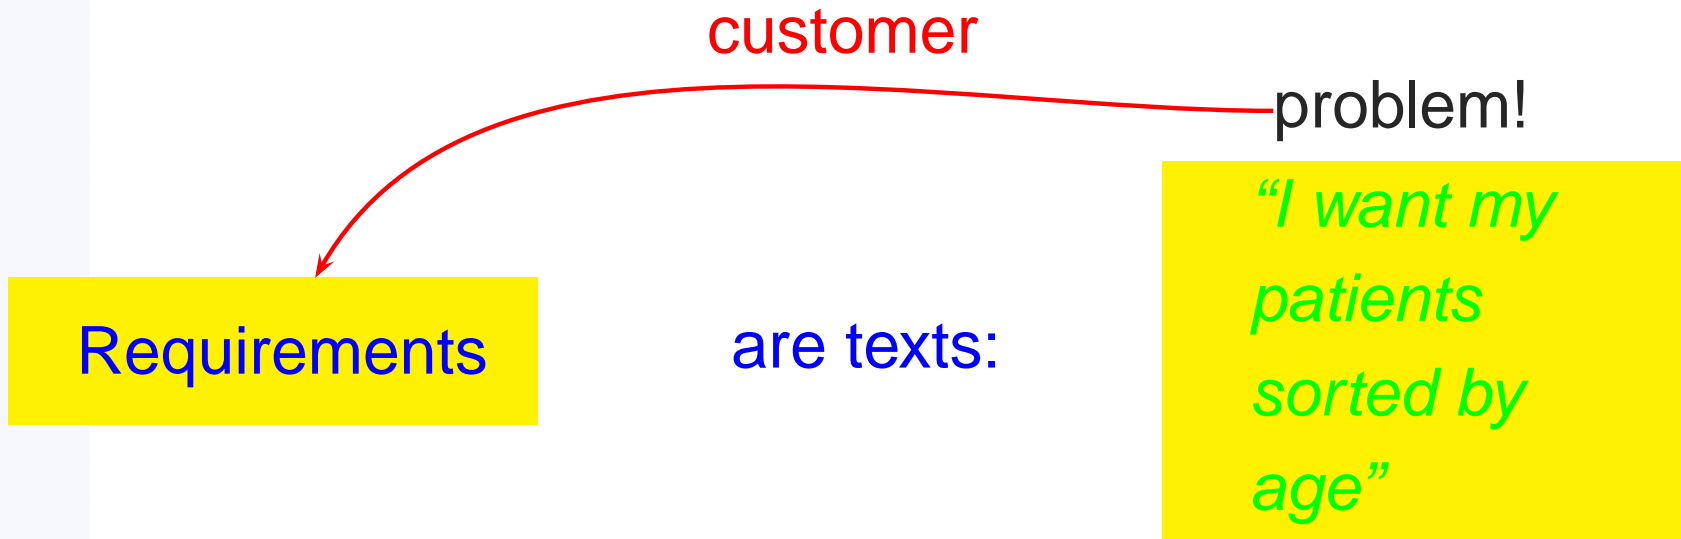 customer
problem!
“I want my
patients
sorted by
age”
Requirements
are texts: